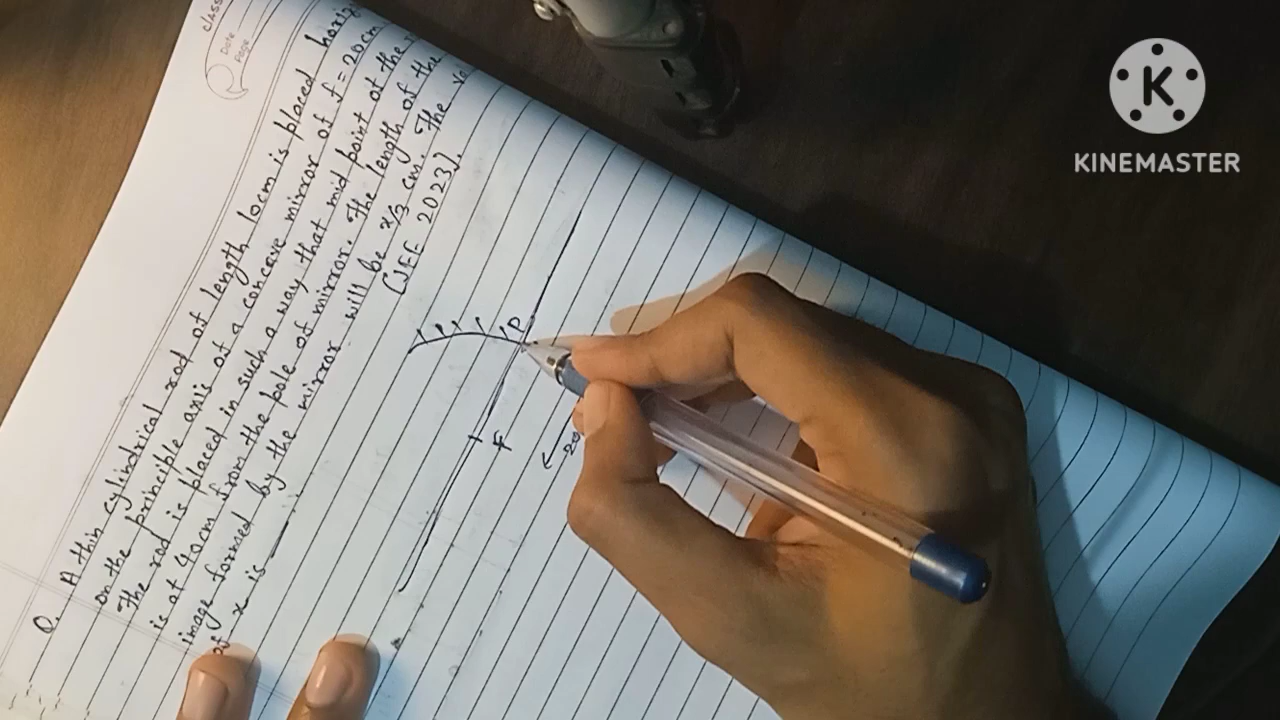 CLASS
Date
Page
Q. A thin cylindrical rod of length 10cm is placed
on the principle axis of a concave mirror of f = 20cm
The rod is placed in such a way that mid point of the
is at 40cm from the pole of mirror. The length of the
image formed by the mirror will be x/3 cm. The
of x is
(JEE 2023).
P
F
20
K
KINEMASTER